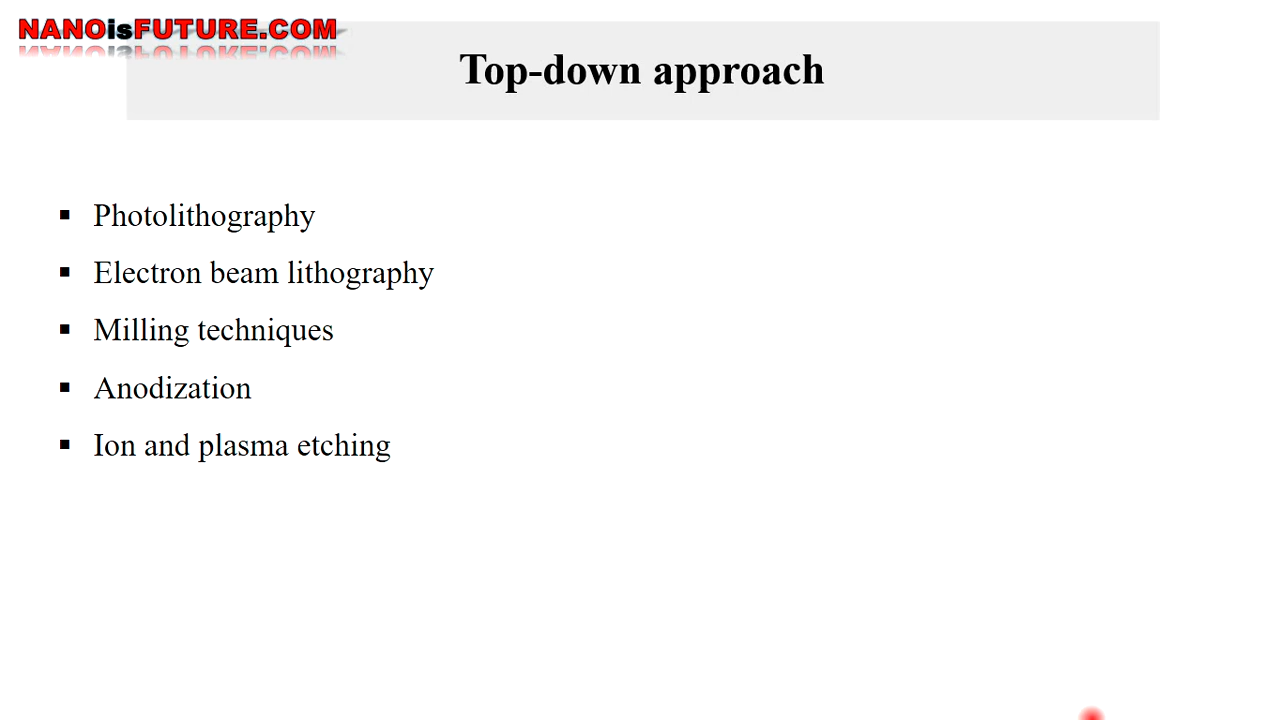 NANOisFUTURE.COM
Top-down approach
▪ Photolithography
▪ Electron beam lithography
▪ Milling techniques
▪ Anodization
▪ Ion and plasma etching